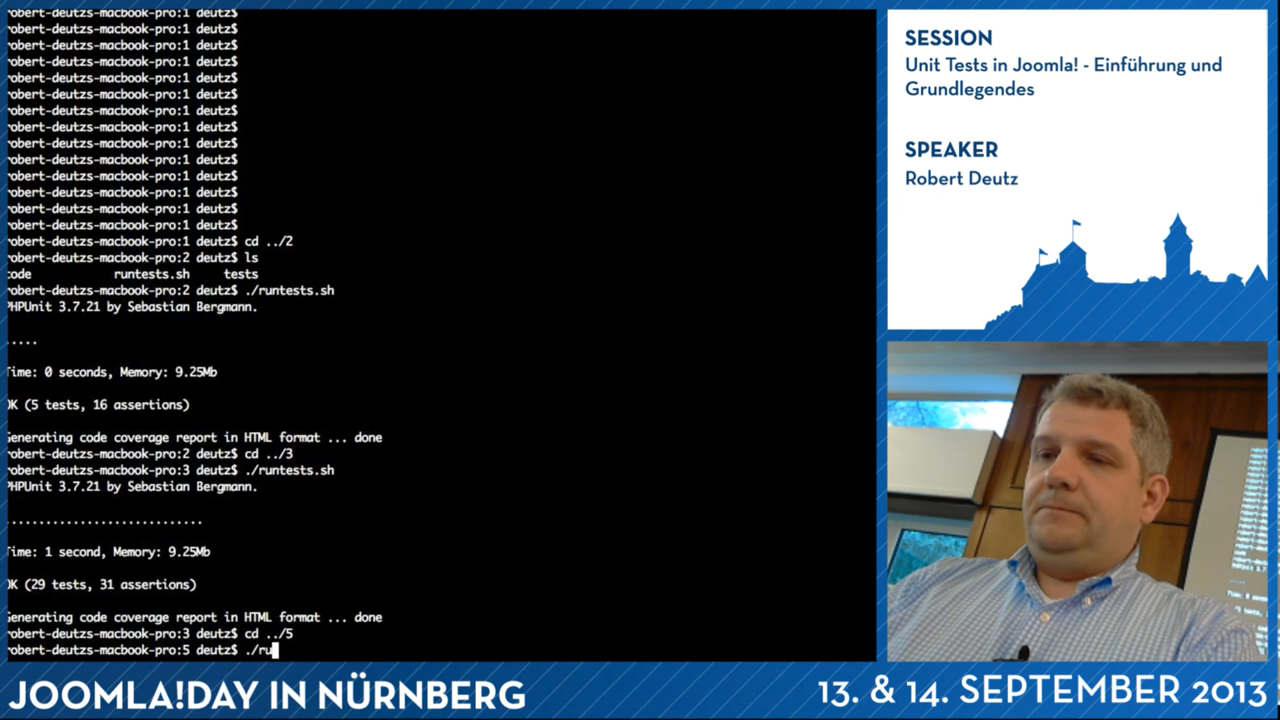 robert-deutzs-macbook-pro:1 deutz$
robert-deutzs-macbook-pro:1 deutz$
robert-deutzs-macbook-pro:1 deutz$
robert-deutzs-macbook-pro:1 deutz$
robert-deutzs-macbook-pro:1 deutz$
robert-deutzs-macbook-pro:1 deutz$
robert-deutzs-macbook-pro:1 deutz$
robert-deutzs-macbook-pro:1 deutz$
robert-deutzs-macbook-pro:1 deutz$
robert-deutzs-macbook-pro:1 deutz$
robert-deutzs-macbook-pro:1 deutz$
robert-deutzs-macbook-pro:1 deutz$
robert-deutzs-macbook-pro:1 deutz$
robert-deutzs-macbook-pro:1 deutz$
robert-deutzs-macbook-pro:1 deutz$ cd ../2
robert-deutzs-macbook-pro:2 deutz$ ls
code runtests.sh tests
robert-deutzs-macbook-pro:2 deutz$ ./runtests.sh
PHPUnit 3.7.21 by Sebastian Bergmann.
.....
Time: 0 seconds, Memory: 9.25Mb
OK (5 tests, 16 assertions)
Generating code coverage report in HTML format ... done
robert-deutzs-macbook-pro:2 deutz$ cd ../3
robert-deutzs-macbook-pro:3 deutz$ ./runtests.sh
PHPUnit 3.7.21 by Sebastian Bergmann.
.............................
Time: 1 second, Memory: 9.25Mb
OK (29 tests, 31 assertions)
Generating code coverage report in HTML format ... done
robert-deutzs-macbook-pro:3 deutz$ cd ../5
robert-deutzs-macbook-pro:5 deutz$ ./ru
SESSION
Unit Tests in Joomla! - Einführung und
Grundlegendes
SPEAKER
Robert Deutz
JOOMLA!DAY IN NÜRNBERG
13. & 14. SEPTEMBER 2013